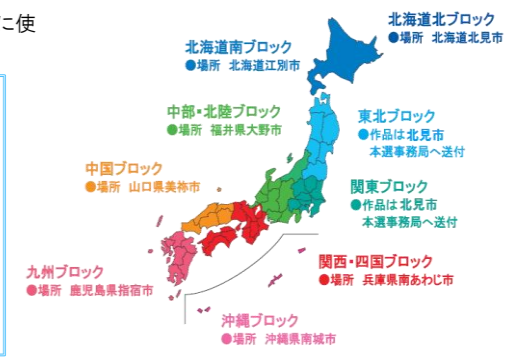 に使
北海道北ブロック
●場所 北海道北見市
北海道南ブロック
●場所 北海道江別市
中部・北陸ブロック
●場所 福井県大野市
東北ブロック
●作品は北見市
本選事務局へ送付
中国ブロック
●場所 山口県美祢市
関東ブロック
●作品は北見市
本選事務局へ送付
関西・四国ブロック
●場所 兵庫県南あわじ市
九州ブロック
●場所 鹿児島県指宿市
沖縄ブロック
●場所 沖縄県南城市